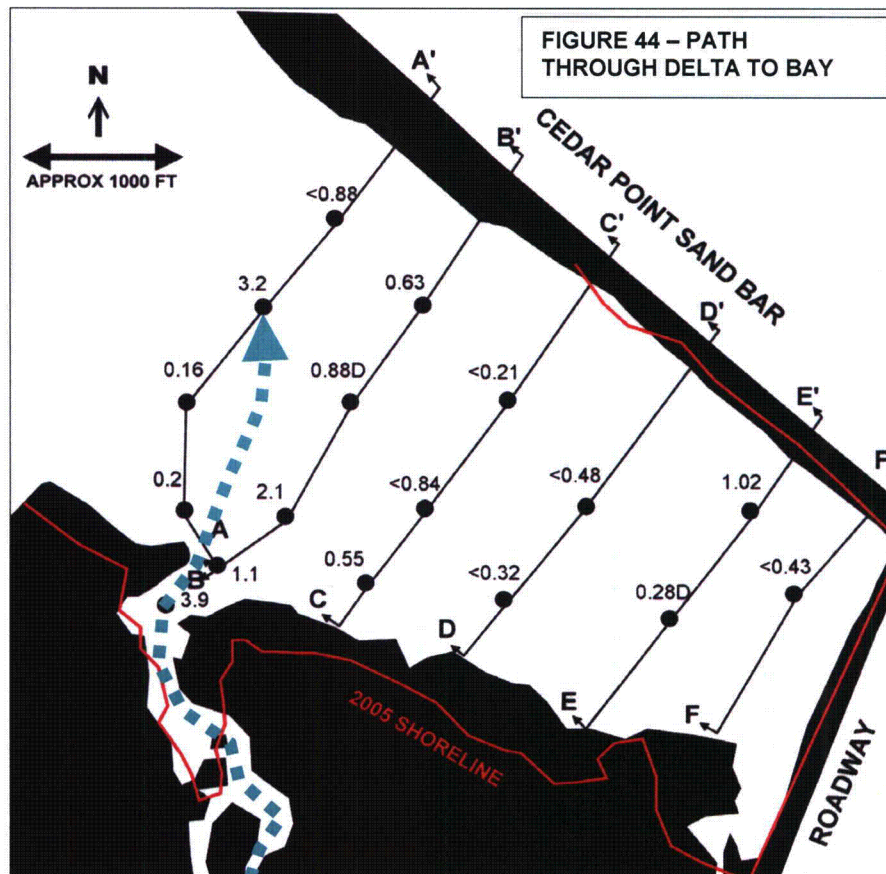 FIGURE 44 – PATH
THROUGH DELTA TO BAY
N
APPROX 1000 FT
A'
B'
CEDAR POINT SAND BAR
C'
D'
E'
F
<0.88
3.2
0.63
0.16
0.88D
<0.21
0.2
2.1
<0.84
<0.48
1.02
A
1.1
B
3.9
0.55
<0.32
0.28D
<0.43
C
D
E
F
2005 SHORELINE
ROADWAY